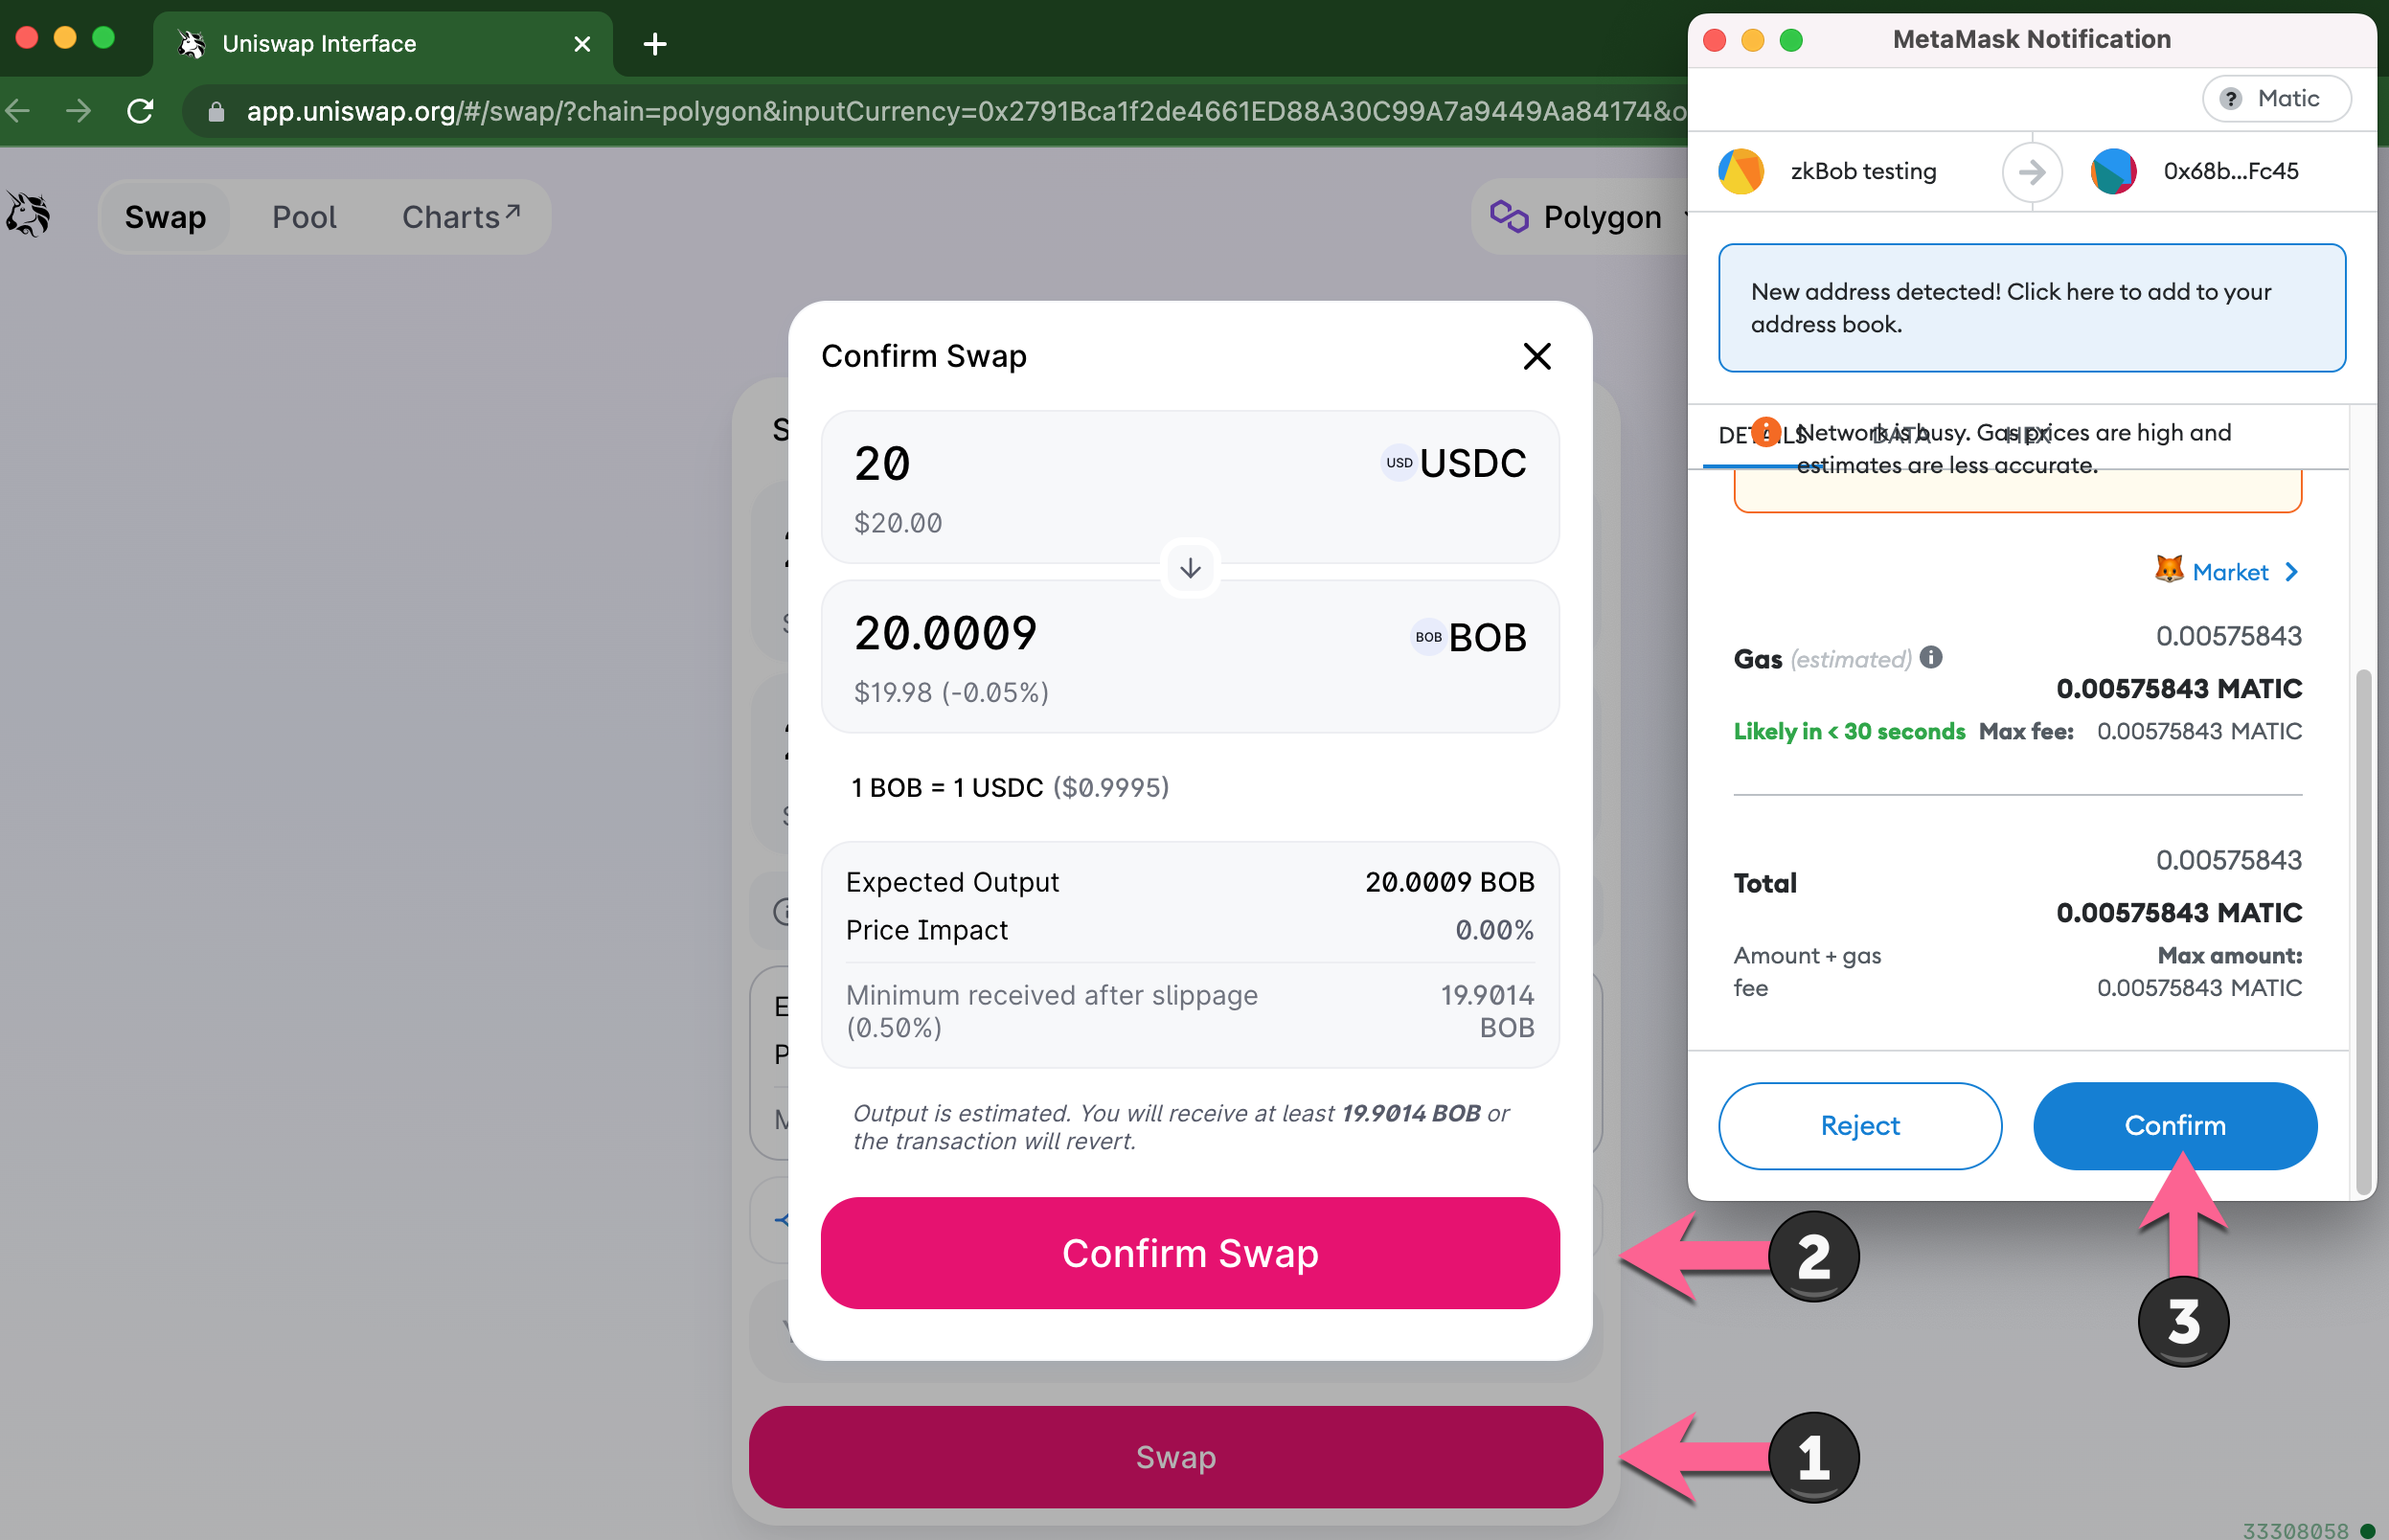 Uniswap Interface
app.uniswap.org/#/swap/?chain=polygon&inputCurrency=0x2791Bca1f2de4661ED88A30C99A7a9449Aa84174&o
Swap
Pool
Charts↗
Polygon
Confirm Swap
20
USD USDC
$20.00
20.0009
BOB BOB
$19.98 (-0.05%)
1 BOB = 1 USDC ($0.9995)
Expected Output
20.0009 BOB
Price Impact
0.00%
Minimum received after slippage
(0.50%)
19.9014
BOB
Output is estimated. You will receive at least 19.9014 BOB or
the transaction will revert.
Confirm Swap
2
Swap
1
MetaMask Notification
? Matic
zkBob testing
0x68b...Fc45
New address detected! Click here to add to your
address book.
DETAILS
DATA
HEX
Network is busy. Gas prices are high and
estimates are less accurate.
Market
0.00575843
Gas (estimated)
0.00575843 MATIC
Likely in < 30 seconds Max fee: 0.00575843 MATIC
0.00575843
Total
0.00575843 MATIC
Amount + gas
fee
Max amount:
0.00575843 MATIC
Reject
Confirm
3
33308058